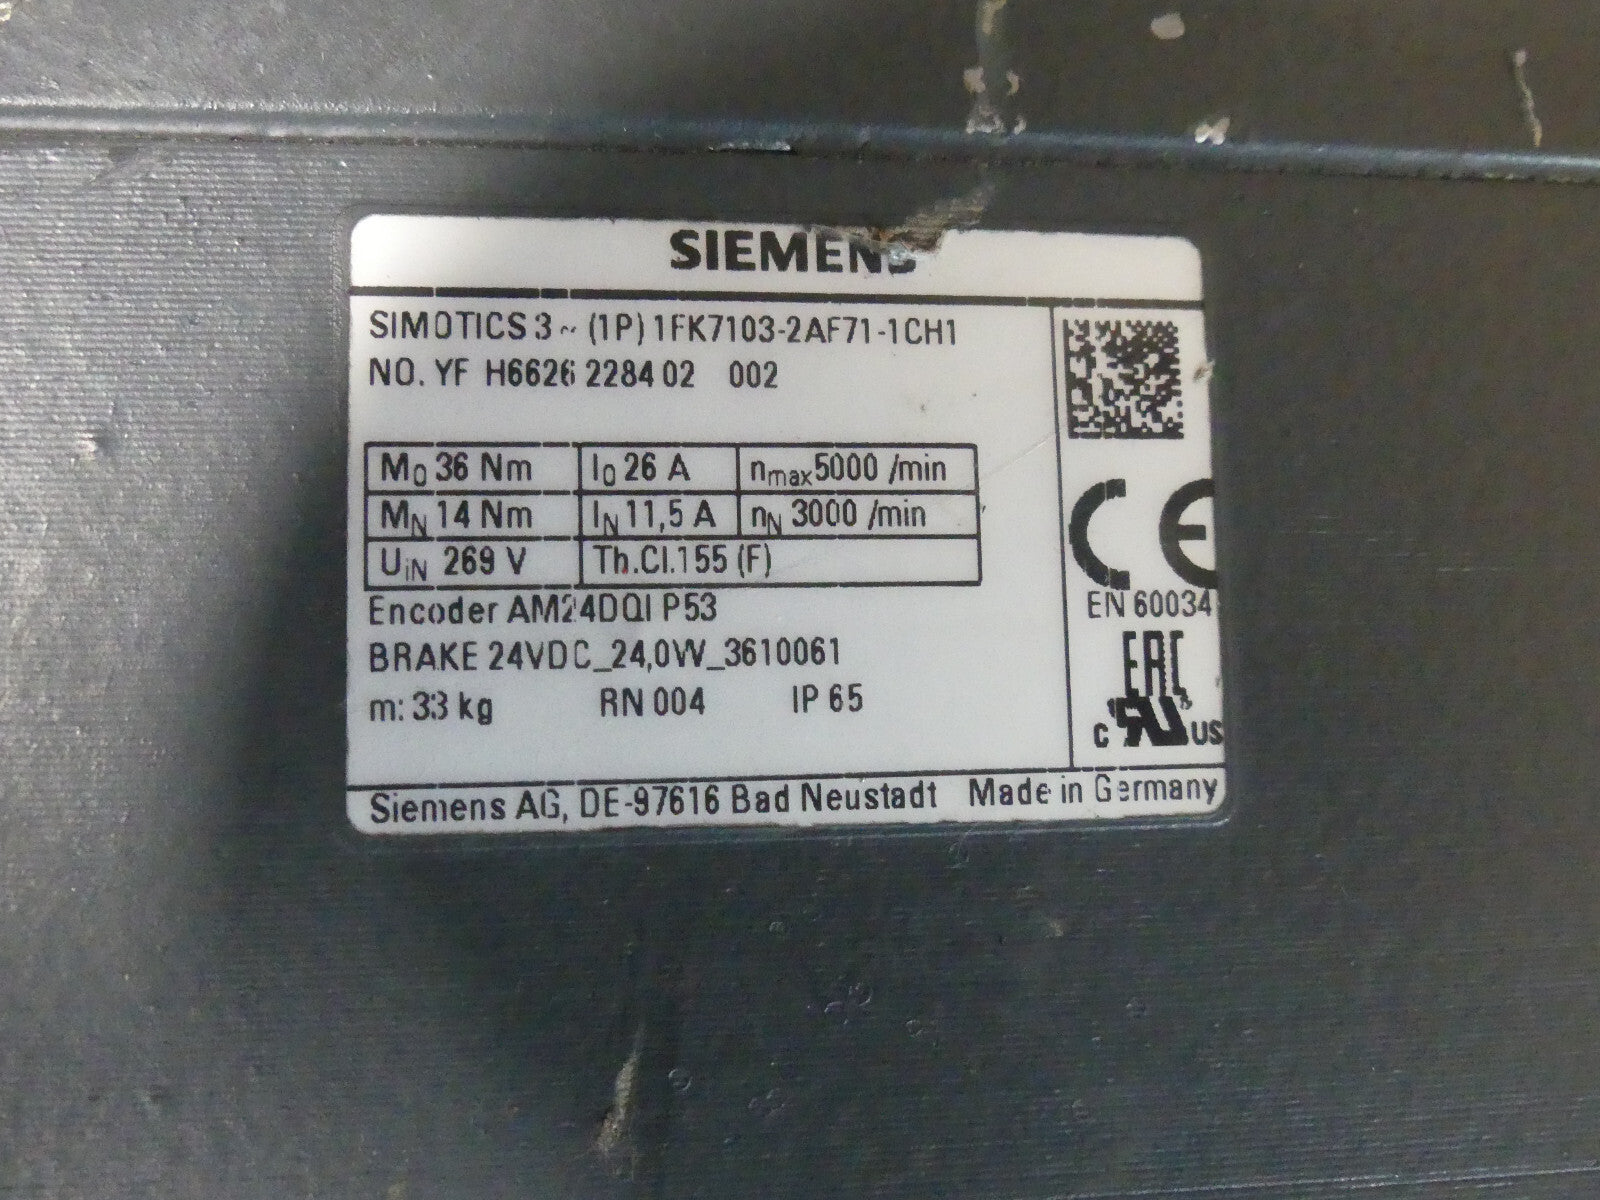 SIEMENS
SIMOTICS 3 ~ (1P) 1FK7103-2AF71-1CH1
NO. YF H6626 2284 02 002
M0 36 Nm I0 26 A nmax 5000 /min
MN 14 Nm IN 11,5 A nN 3000 /min
UiN 269 V Th.Cl.155 (F)
Encoder AM24DQI P53
BRAKE 24VDC_24,0W_3610061
m: 33 kg RN 004 IP 65
CE
EN 60034
EAC
c RU US
Siemens AG, DE-97616 Bad Neustadt Made in Germany